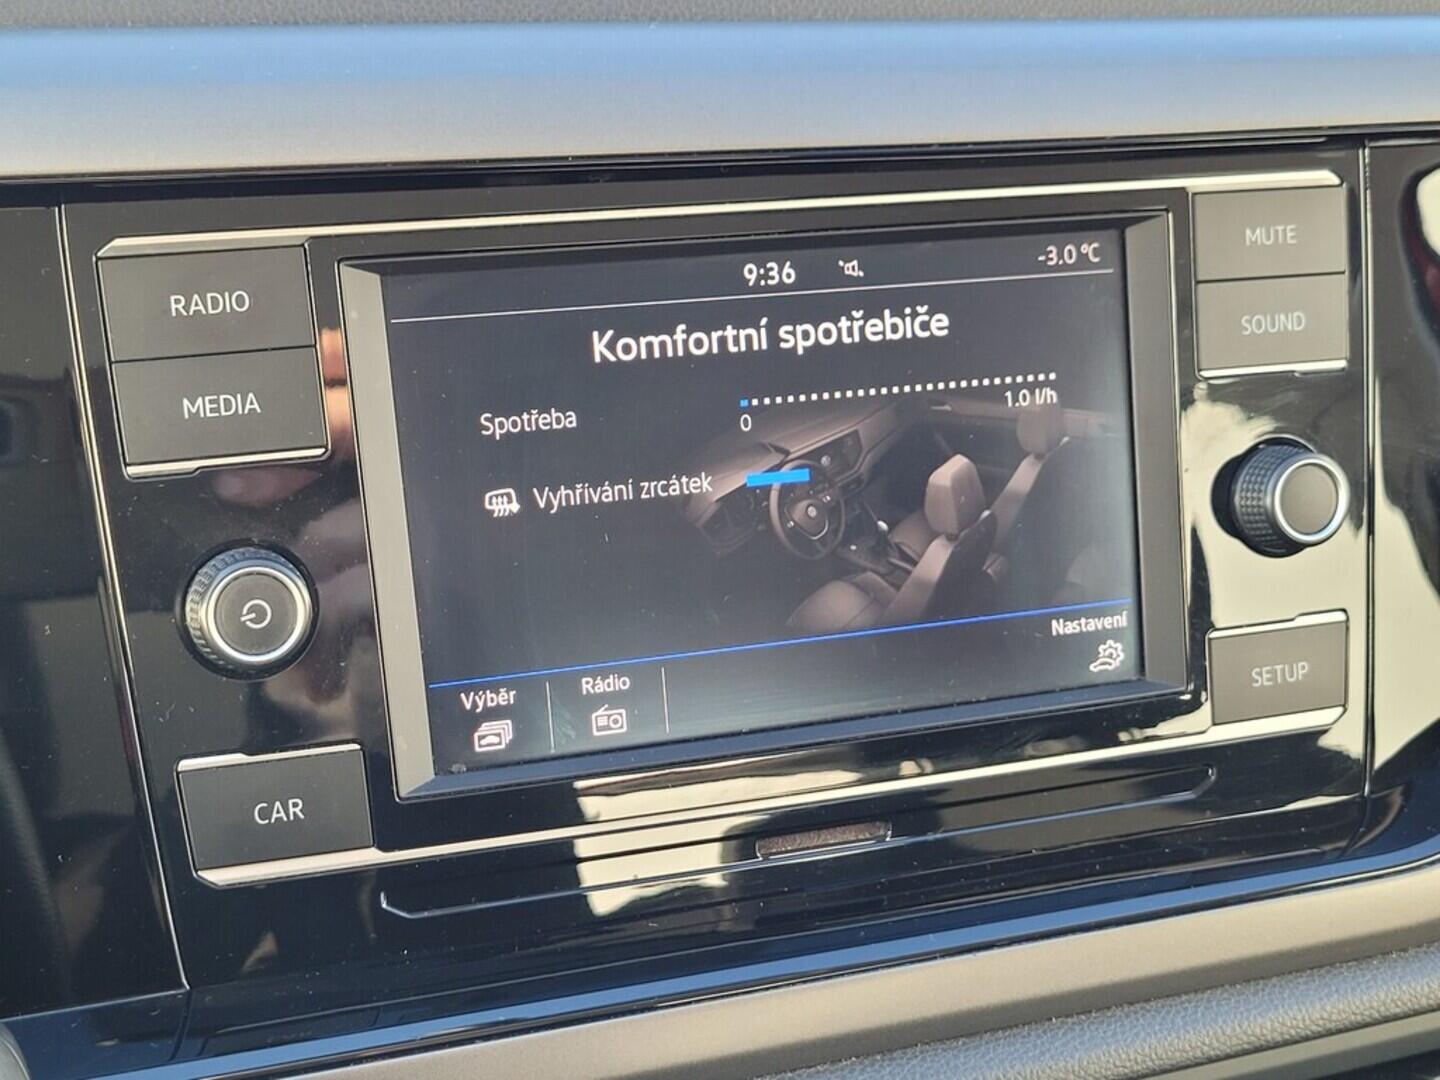 RADIO
MEDIA
CAR
9:36
-3.0 °C
Komfortní spotřebiče
Spotřeba
0
1.0 l/h
Vyhřívání zrcátek
Nastavení
Výběr
Rádio
MUTE
SOUND
SETUP